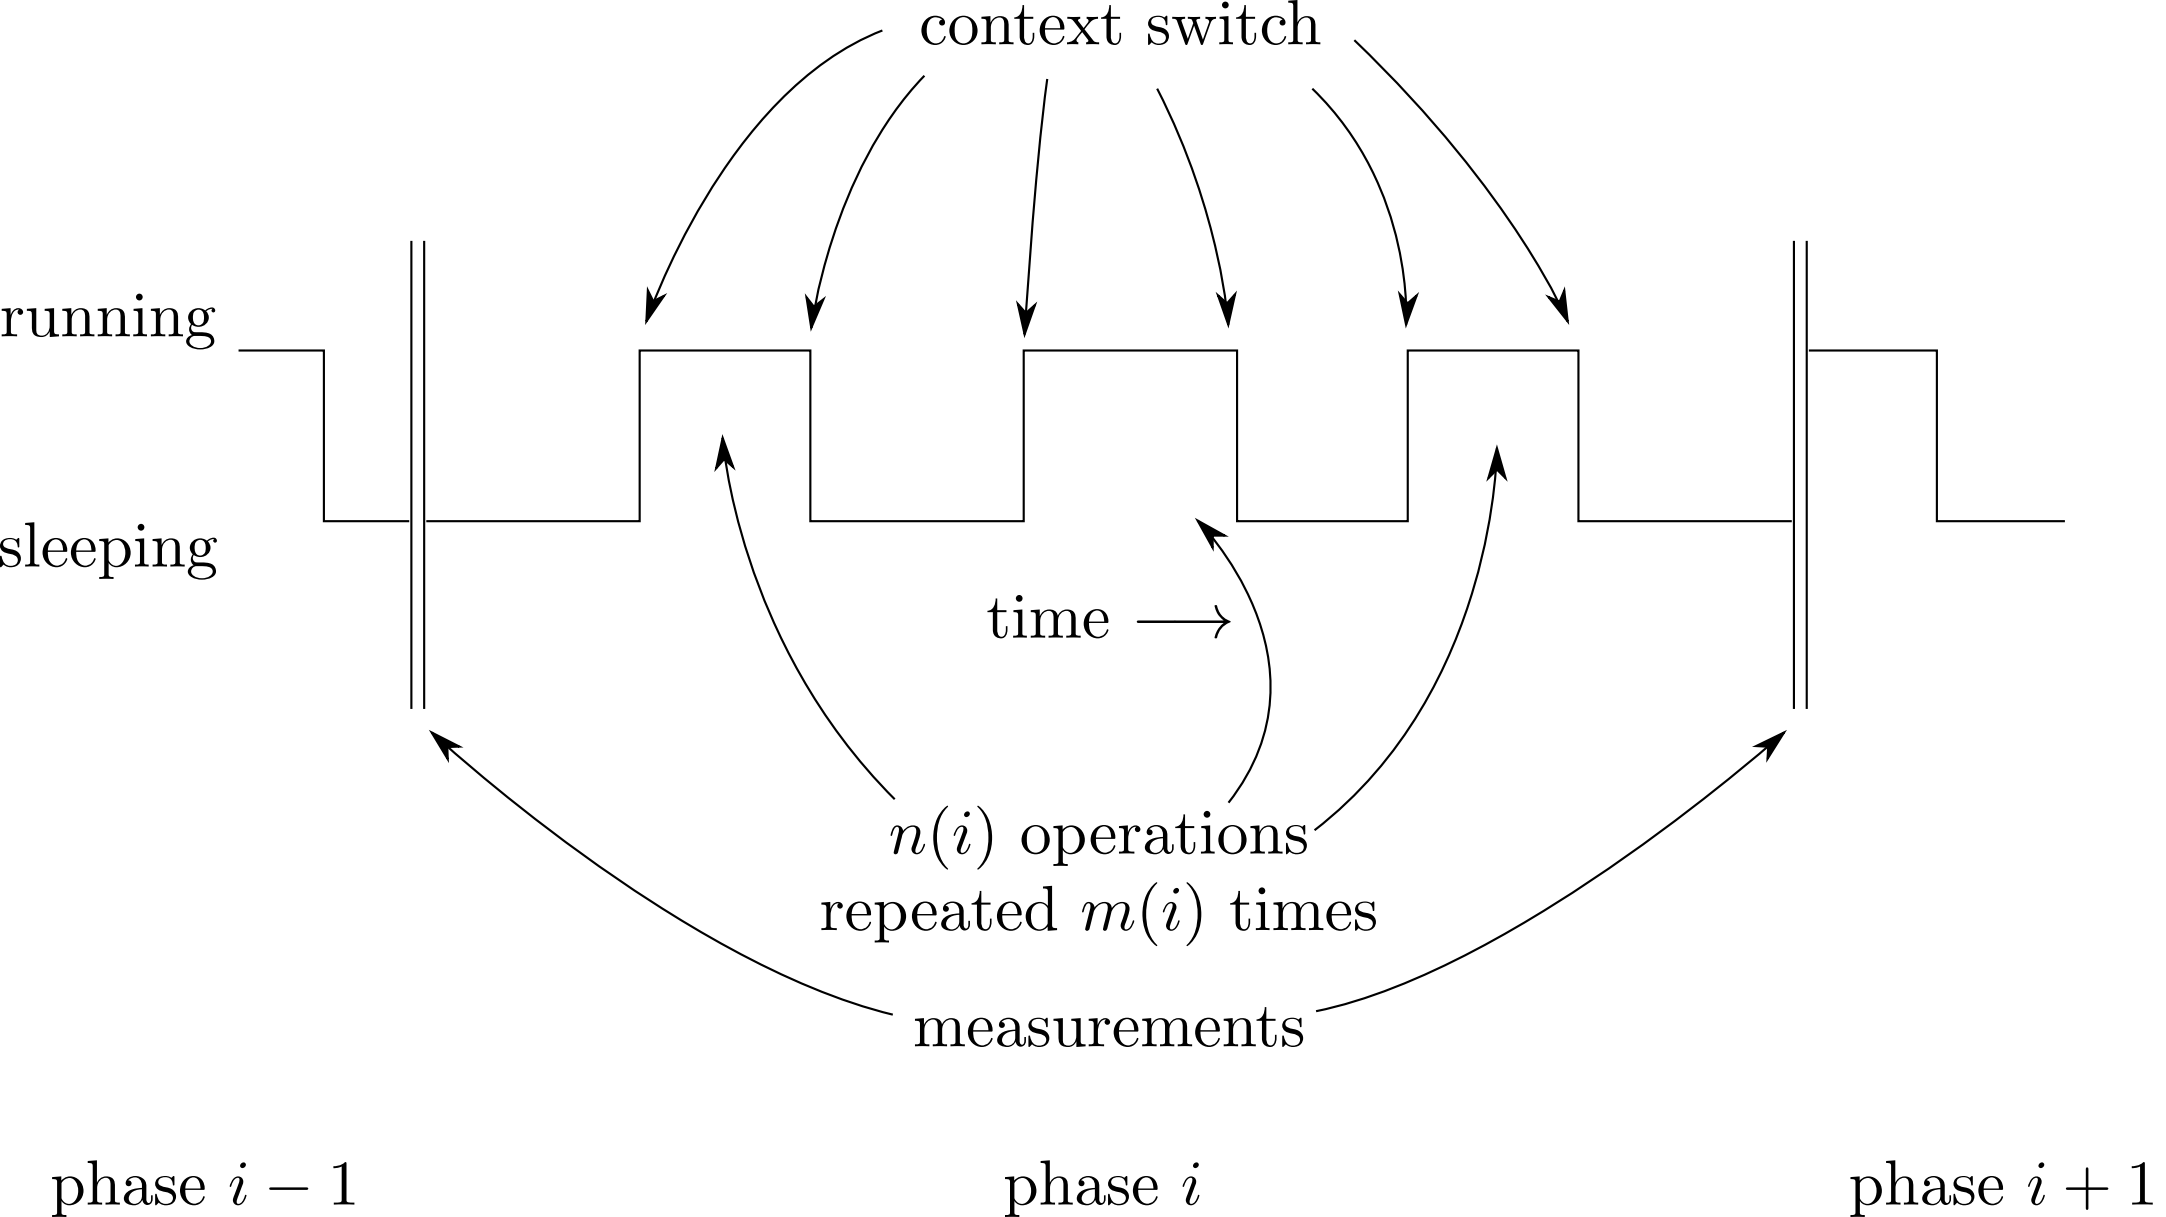 context switch
running
sleeping
time ⟶
n(i) operations
repeated m(i) times
measurements
phase i − 1
phase i
phase i + 1